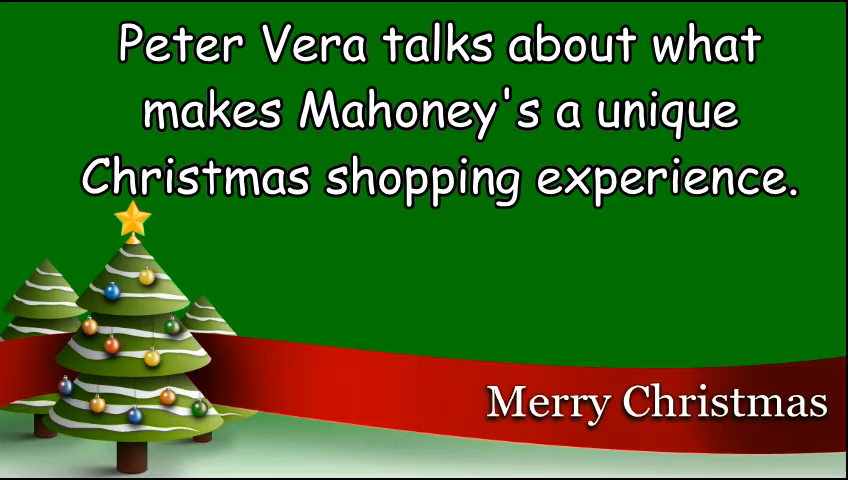 Peter Vera talks about what
makes Mahoney's a unique
Christmas shopping experience.
Merry Christmas